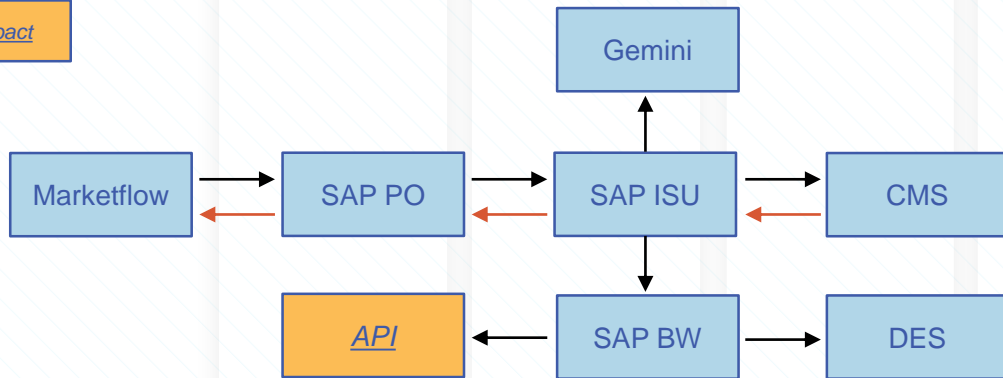 Gemini
Marketflow
SAP PO
SAP ISU
CMS
API
SAP BW
DES